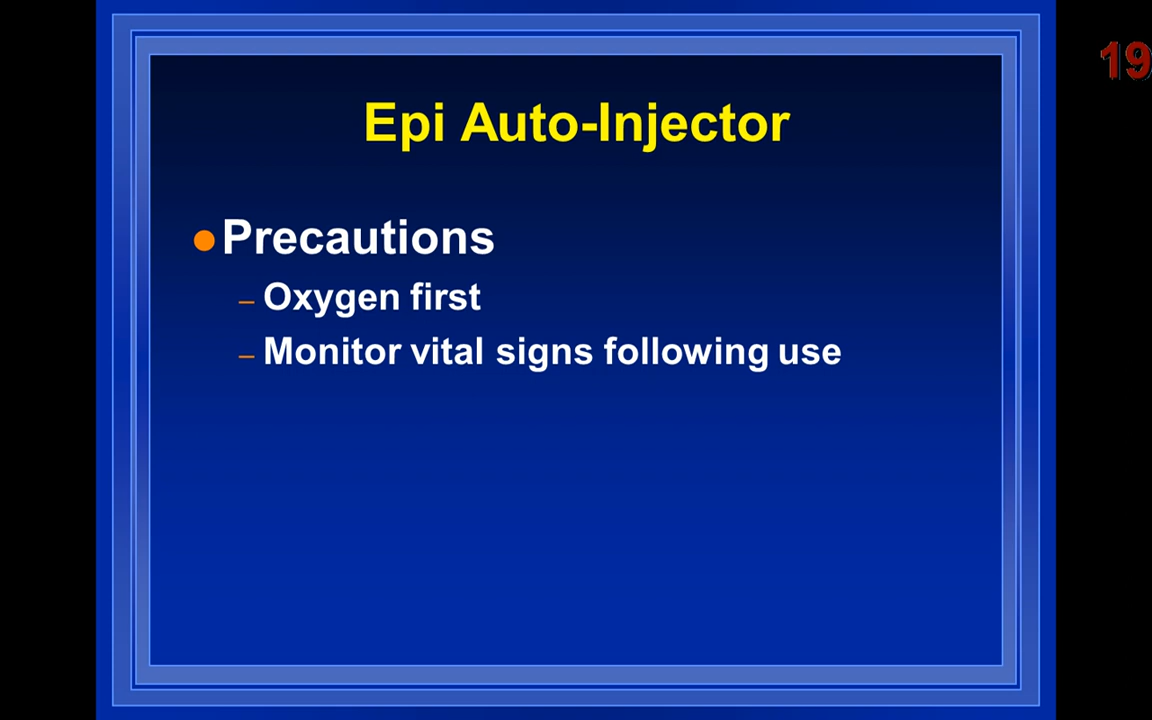 19
Epi Auto-Injector
●Precautions
– Oxygen first
– Monitor vital signs following use